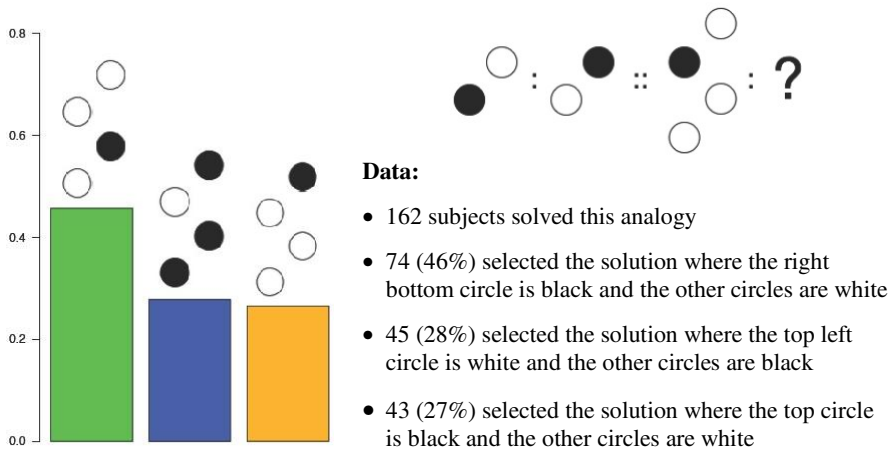 0.8
0.6
0.4
0.2
0.0
: :: : ?
Data:
• 162 subjects solved this analogy
• 74 (46%) selected the solution where the right
bottom circle is black and the other circles are white
• 45 (28%) selected the solution where the top left
circle is white and the other circles are black
• 43 (27%) selected the solution where the top circle
is black and the other circles are white